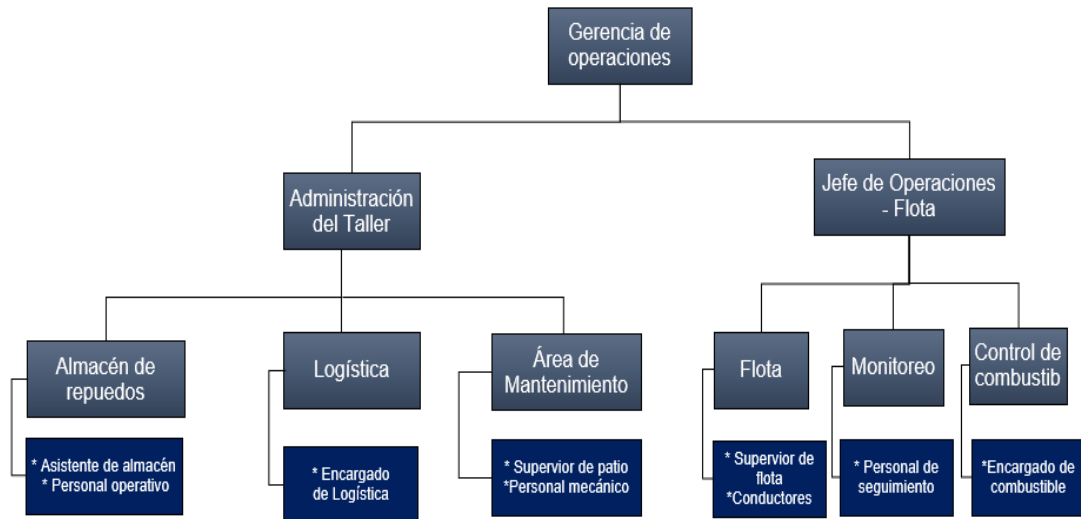 Gerencia de
operaciones
Administración
del Taller
Jefe de Operaciones
- Flota
Almacén de
repuedos
Logística
Área de
Mantenimiento
Flota
Monitoreo
Control de
combustib
* Asistente de almacén
* Personal operativo
* Encargado
de Logística
* Supervisor de patio
*Personal mecánico
* Supervior de
flota
*Conductores
* Personal de
seguimiento
*Encargado de
combustible